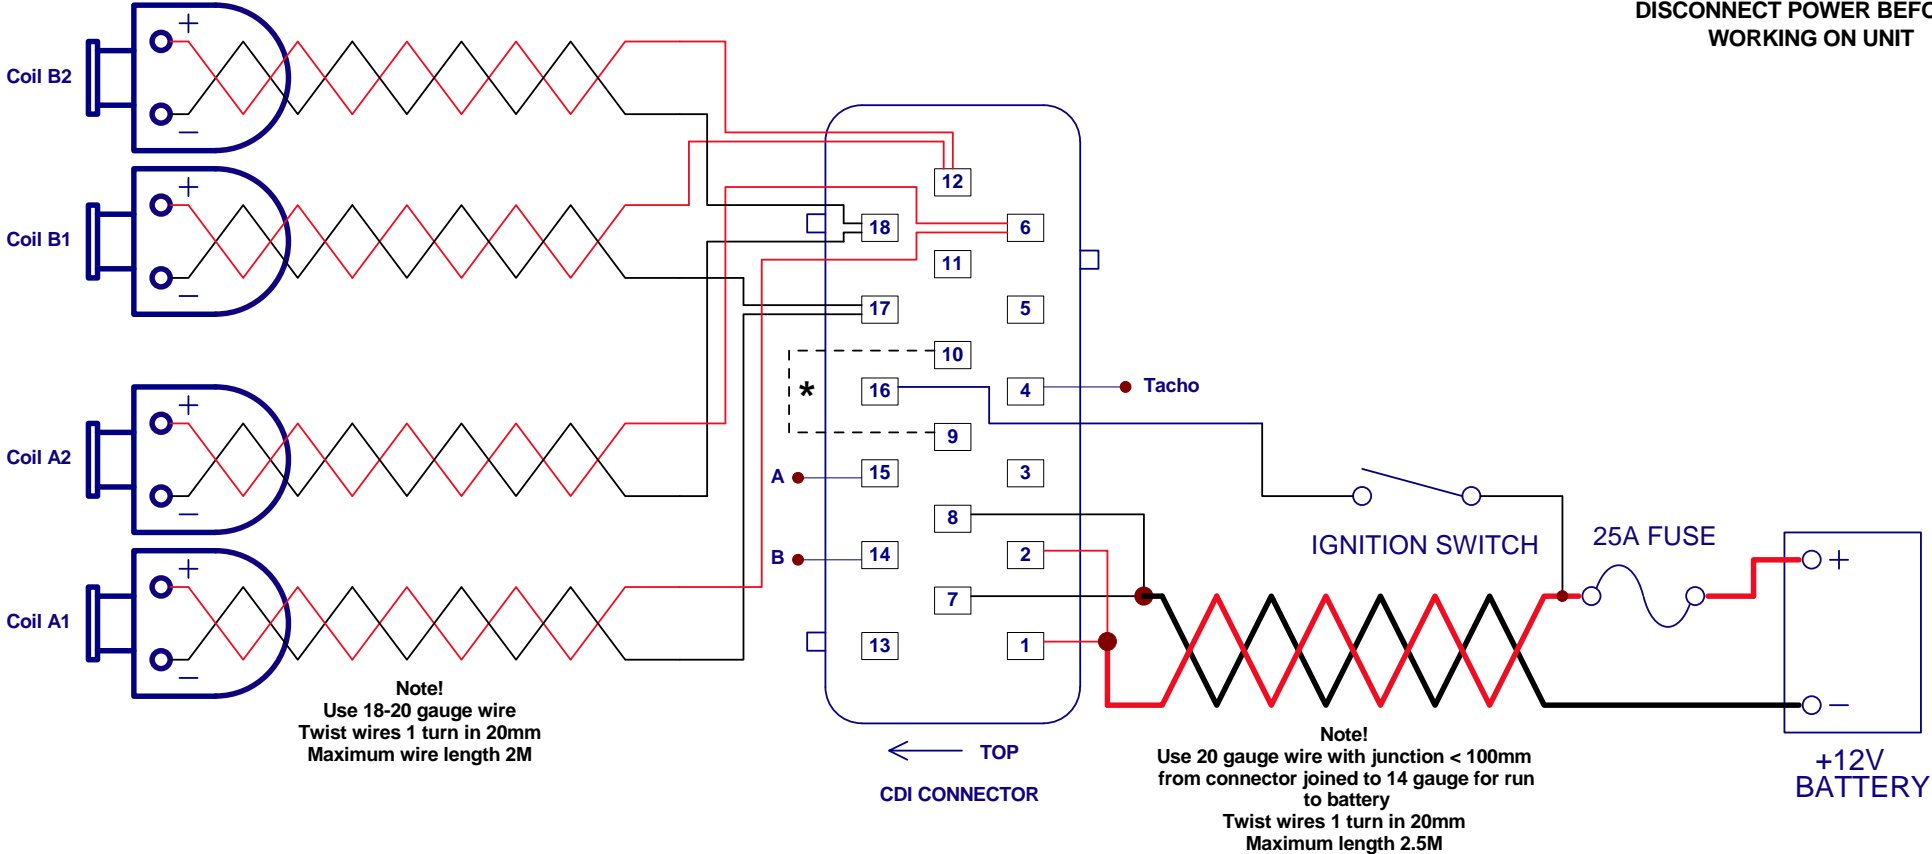 DISCONNECT POWER BEFO
WORKING ON UNIT
Coil B2
+
−
Coil B1
+
−
Coil A2
+
−
Coil A1
+
−
12
18
6
11
17
5
10
*
16
4
Tacho
9
A
15
3
8
B
14
2
7
13
1
TOP
CDI CONNECTOR
IGNITION SWITCH
25A FUSE
+
−
+12V
BATTERY
Note!
Use 18-20 gauge wire
Twist wires 1 turn in 20mm
Maximum wire length 2M
Note!
Use 20 gauge wire with junction < 100mm
from connector joined to 14 gauge for run
to battery
Twist wires 1 turn in 20mm
Maximum length 2.5M